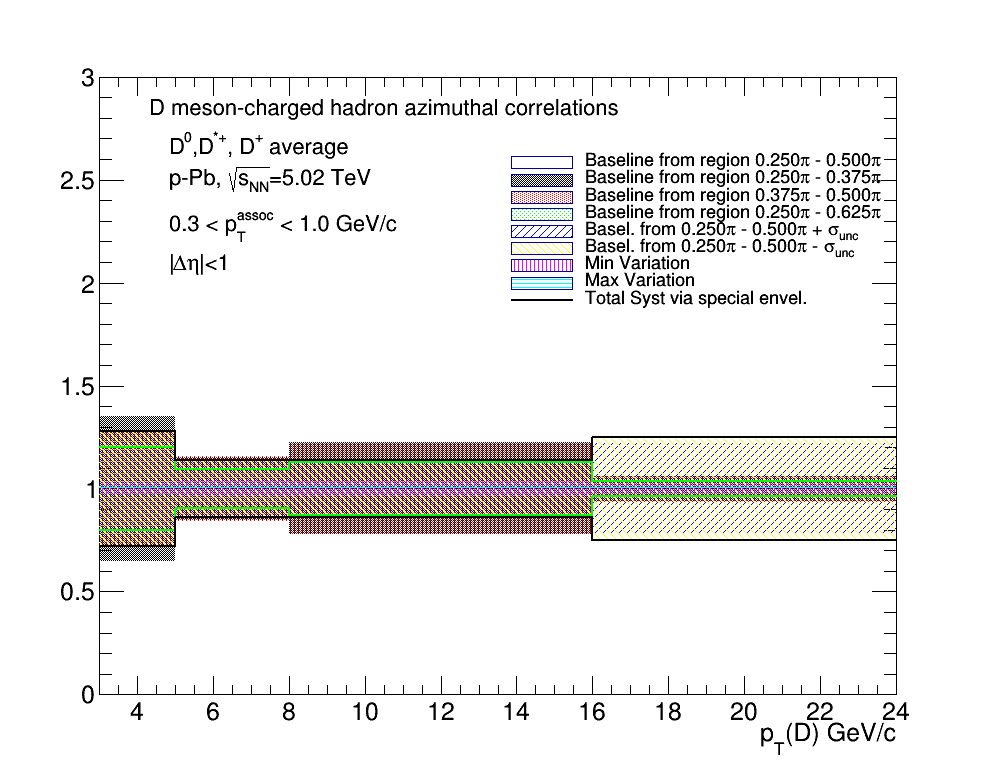 D meson-charged hadron azimuthal correlations
D⁰,D*⁺, D⁺ average
p-Pb, √s_NN=5.02 TeV
0.3 < p_T^assoc < 1.0 GeV/c
|Δη|<1
Baseline from region 0.250π - 0.500π
Baseline from region 0.250π - 0.375π
Baseline from region 0.375π - 0.500π
Baseline from region 0.250π - 0.625π
Basel. from 0.250π - 0.500π + σ_unc
Basel. from 0.250π - 0.500π - σ_unc
Min Variation
Max Variation
Total Syst via special envel.
3
2.5
2
1.5
1
0.5
0
4 6 8 10 12 14 16 18 20 22 24
p_T(D) GeV/c